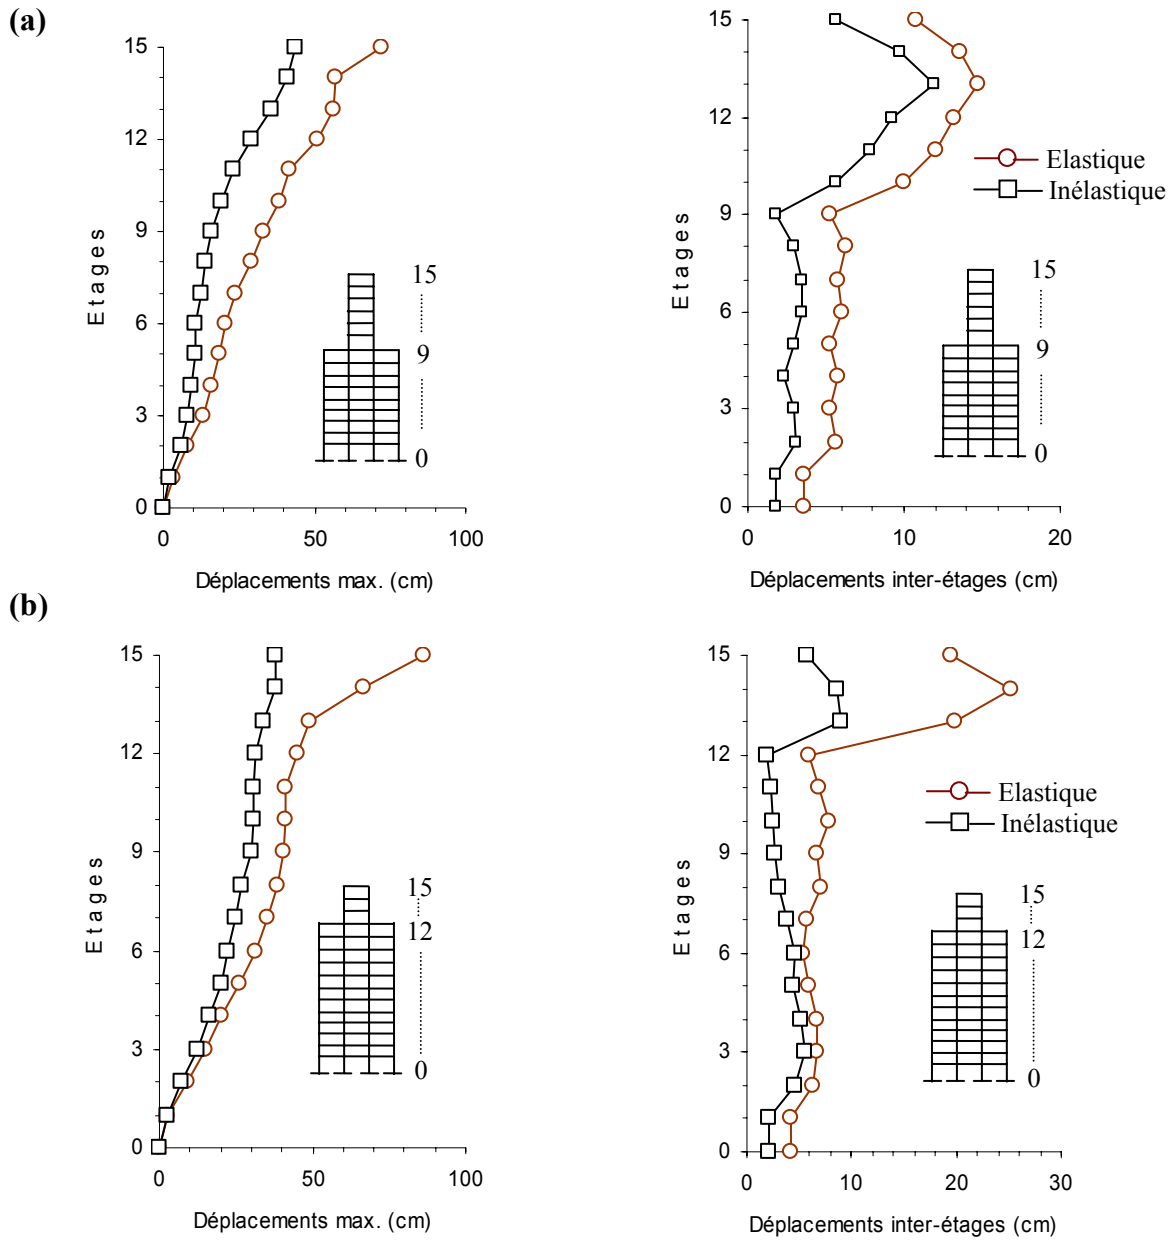 (a)
15
12
9
6
3
0
Etages
0 50 100
Déplacements max. (cm)
15
9
0
15
12
9
6
3
0
Etages
0 10 20
Déplacements inter-étages (cm)
Elastique
Inélastique
15
9
0
(b)
15
12
9
6
3
0
Etages
0 50 100
Déplacements max. (cm)
15
12
0
15
12
9
6
3
0
Etages
0 10 20 30
Déplacements inter-étages (cm)
Elastique
Inélastique
15
12
0